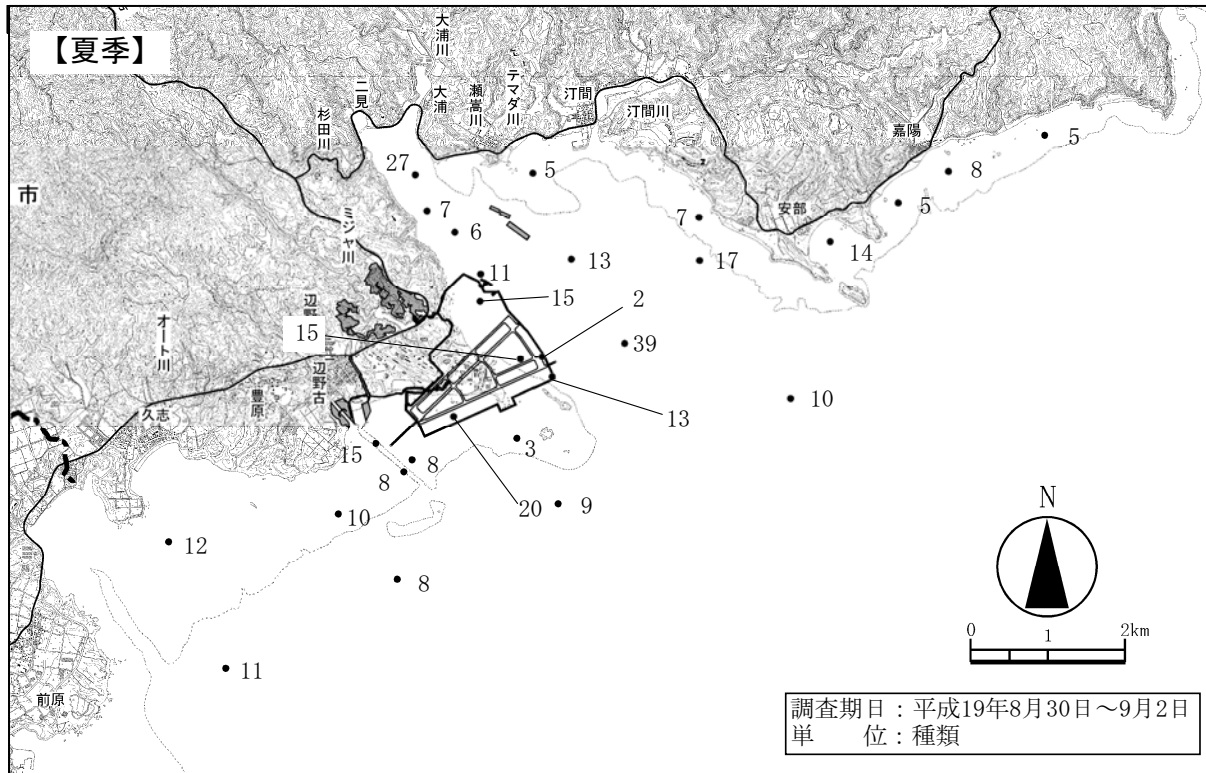 【夏季】
大浦川
二見
大浦
瀬嵩川
テマダ川
汀間
汀間川
杉田川
嘉陽
5
27
5
8
市
7
7
安部
5
ミジャ川
6
14
13
17
11
15
2
辺野古
15
39
オート川
辺野古
豊原
10
久志
13
3
15
8
8
20
9
10
12
N
8
0 1 2km
11
前原
調査期日：平成19年8月30日～9月2日
単　　位：種類